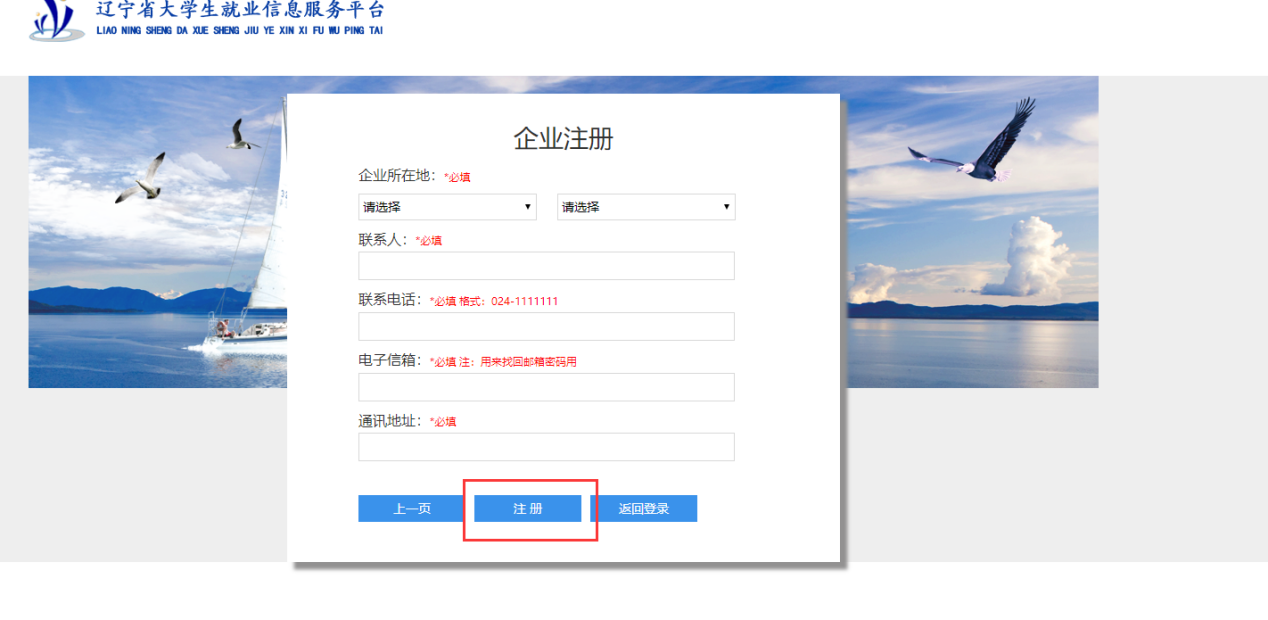 辽宁省大学生就业信息服务平台
LIAO NING SHENG DA XUE SHENG JIU YE XIN XI FU WU PING TAI
企业注册
企业所在地：*必填
请选择 请选择
联系人：*必填
联系电话：*必填 格式：024-1111111
电子信箱：*必填 注：用来找回邮箱密码用
通讯地址：*必填
上一页 注 册 返回登录